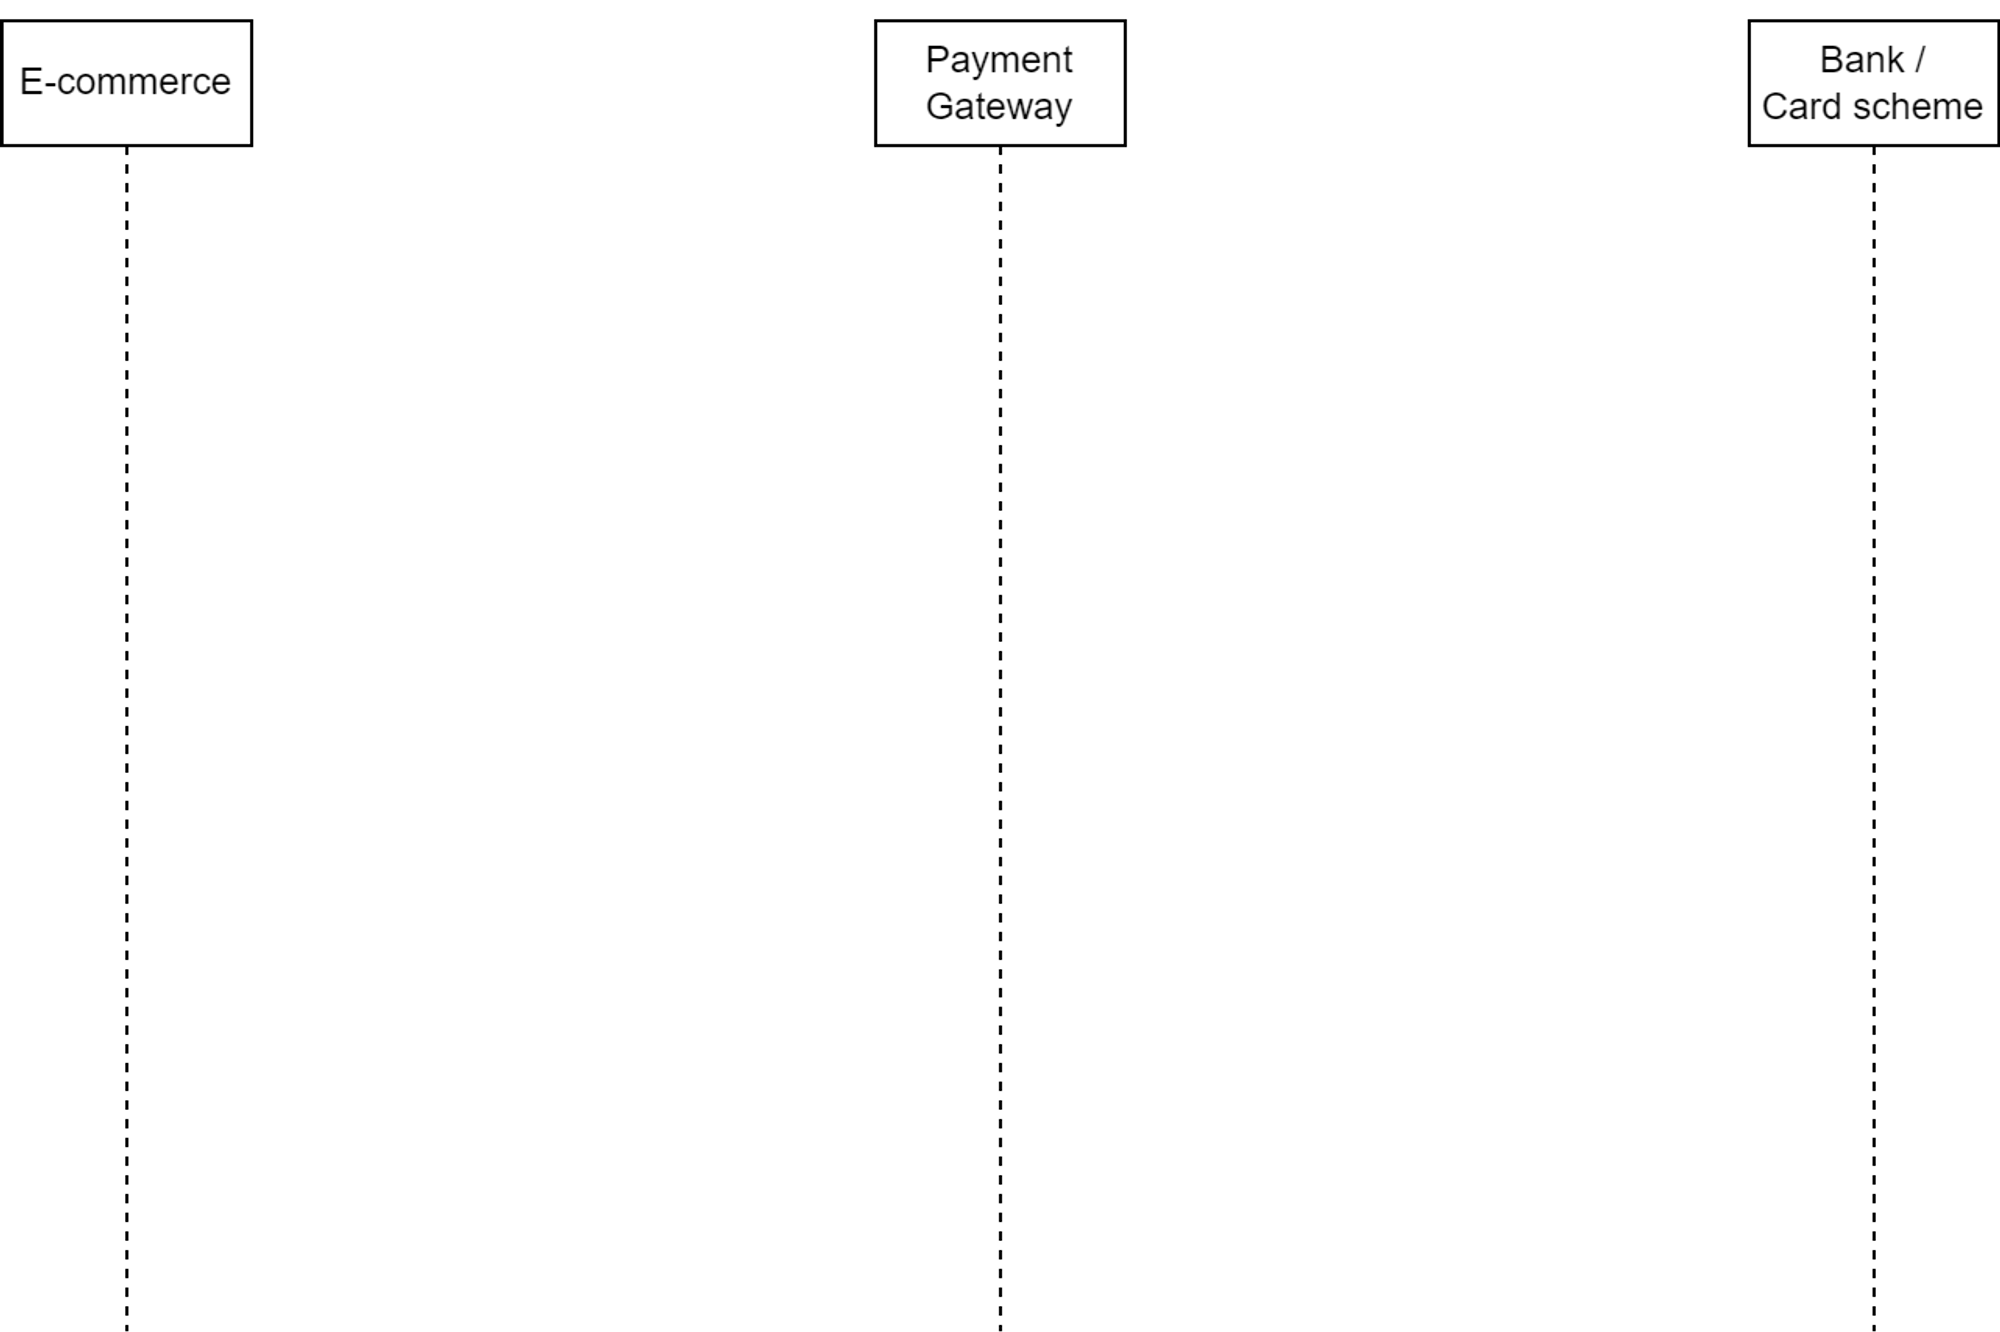 E-commerce
Payment
Gateway
Bank /
Card scheme